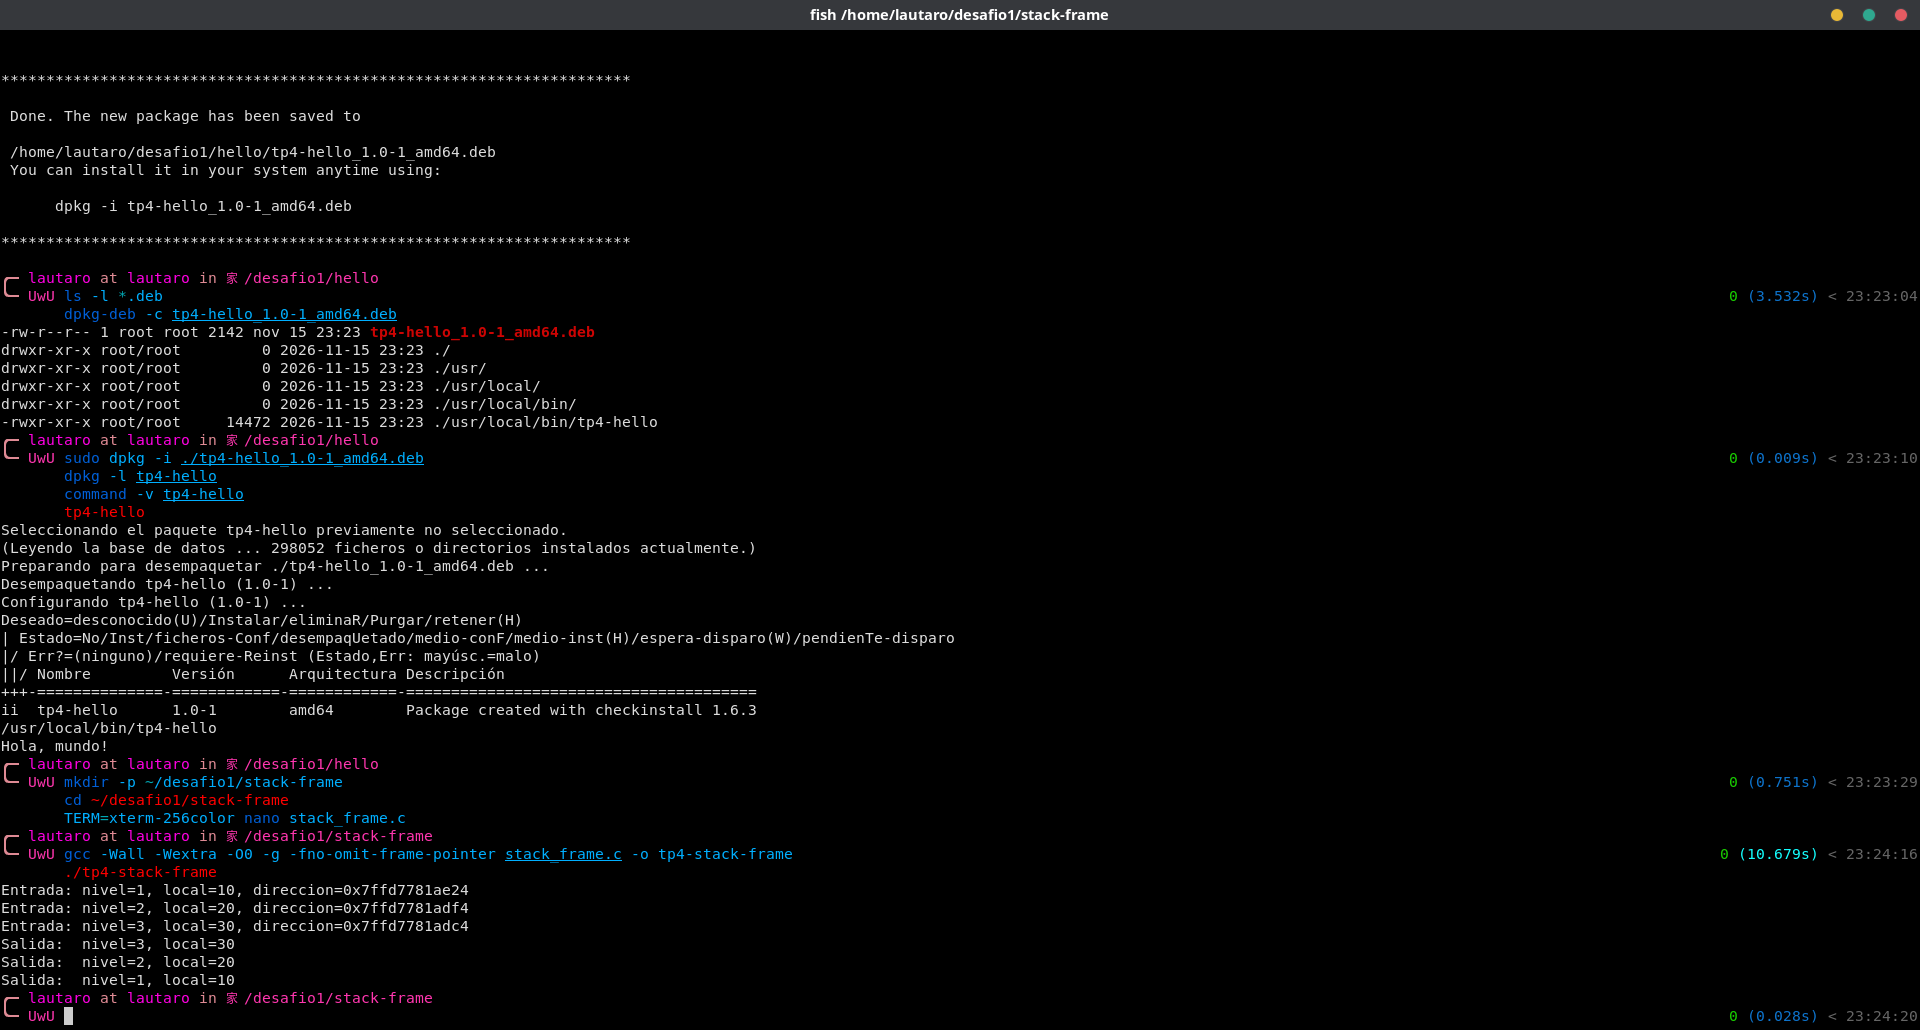 fish /home/lautaro/desafio1/stack-frame
**********************************************************************
Done. The new package has been saved to
/home/lautaro/desafio1/hello/tp4-hello_1.0-1_amd64.deb
You can install it in your system anytime using:
dpkg -i tp4-hello_1.0-1_amd64.deb
**********************************************************************
lautaro at lautaro in 家 /desafio1/hello
UwU ls -l *.deb 0 (3.532s) < 23:23:04
dpkg-deb -c tp4-hello_1.0-1_amd64.deb
-rw-r--r-- 1 root root 2142 nov 15 23:23 tp4-hello_1.0-1_amd64.deb
drwxr-xr-x root/root         0 2026-11-15 23:23 ./
drwxr-xr-x root/root         0 2026-11-15 23:23 ./usr/
drwxr-xr-x root/root         0 2026-11-15 23:23 ./usr/local/
drwxr-xr-x root/root         0 2026-11-15 23:23 ./usr/local/bin/
-rwxr-xr-x root/root     14472 2026-11-15 23:23 ./usr/local/bin/tp4-hello
lautaro at lautaro in 家 /desafio1/hello
UwU sudo dpkg -i ./tp4-hello_1.0-1_amd64.deb 0 (0.009s) < 23:23:10
dpkg -l tp4-hello
command -v tp4-hello
tp4-hello
Seleccionando el paquete tp4-hello previamente no seleccionado.
(Leyendo la base de datos ... 298052 ficheros o directorios instalados actualmente.)
Preparando para desempaquetar ./tp4-hello_1.0-1_amd64.deb ...
Desempaquetando tp4-hello (1.0-1) ...
Configurando tp4-hello (1.0-1) ...
Deseado=desconocido(U)/Instalar/eliminaR/Purgar/retener(H)
| Estado=No/Inst/ficheros-Conf/desempaqUetado/medio-conF/medio-inst(H)/espera-disparo(W)/pendienTe-disparo
|/ Err?=(ninguno)/requiere-Reinst (Estado,Err: mayúsc.=malo)
||/ Nombre         Versión      Arquitectura Descripción
+++-==============-============-============-=======================================
ii  tp4-hello      1.0-1        amd64        Package created with checkinstall 1.6.3
/usr/local/bin/tp4-hello
Hola, mundo!
lautaro at lautaro in 家 /desafio1/hello
UwU mkdir -p ~/desafio1/stack-frame 0 (0.751s) < 23:23:29
cd ~/desafio1/stack-frame
TERM=xterm-256color nano stack_frame.c
lautaro at lautaro in 家 /desafio1/stack-frame
UwU gcc -Wall -Wextra -O0 -g -fno-omit-frame-pointer stack_frame.c -o tp4-stack-frame 0 (10.679s) < 23:24:16
./tp4-stack-frame
Entrada: nivel=1, local=10, direccion=0x7ffd7781ae24
Entrada: nivel=2, local=20, direccion=0x7ffd7781adf4
Entrada: nivel=3, local=30, direccion=0x7ffd7781adc4
Salida:  nivel=3, local=30
Salida:  nivel=2, local=20
Salida:  nivel=1, local=10
lautaro at lautaro in 家 /desafio1/stack-frame
UwU 0 (0.028s) < 23:24:20